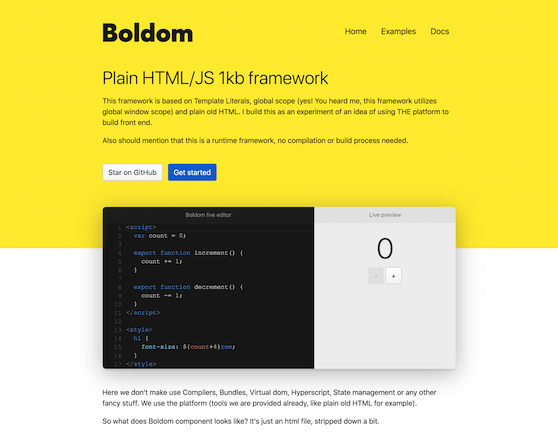 Boldom
Home Examples Docs
Plain HTML/JS 1kb framework
This framework is based on Template Literals, global scope (yes! You heard me, this framework utilizes
global window scope) and plain old HTML. I build this as an experiment of an idea of using THE platform to
build front end.
Also should mention that this is a runtime framework, no compilation or build process needed.
Star on GitHub Get started
Boldom live editor
1 <script>
2 var count = 0;
3
4 export function increment() {
5 count += 1;
6 }
7
8 export function decrement() {
9 count -= 1;
10 }
11 </script>
12
13 <style>
14 h1 {
15 font-size: ${count+4}rem;
16 }
17 </style>
Live preview
0
- +
Here we don't make use Compilers, Bundles, Virtual dom, Hyperscript, State management or any other
fancy stuff. We use the platform (tools we are provided already, like plain old HTML for example).
So what does Boldom component looks like? It's just an html file, stripped down a bit.